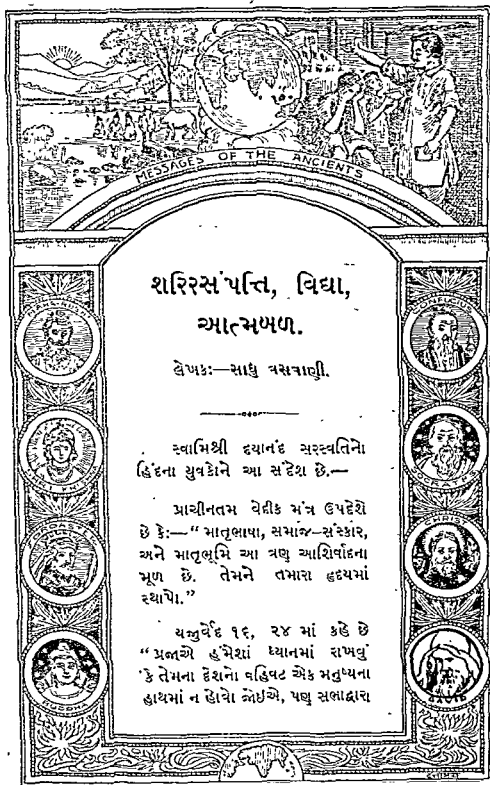 MESSAGES OF THE ANCIENTS
શરિરસંપત્તિ, વિદ્યા,
આત્મબળ.
લેખક:—સાધુ વસવાણી.
સ્વામિશ્રી દયાનંદ સરસ્વતિનો
હિંદના યુવકોને આ સંદેશ છે.—
પ્રાચીનતમ વેદીક મંત્ર ઉપદેશે
છે કે:—“ માતૃભાષા, સમાજ-સંસ્કાર,
અને માતૃભૂમિ આ ત્રણ આશિર્વાદના
મૂળ છે. તેમને તમારા હૃદયમાં
સ્થાપો.”
યજીર્વેદ ૧૬, ૨૪ માં કહે છે
“ પ્રજાએ હંમેશાં ધ્યાનમાં રાખવું
કે તેમના દેશનો વહિવટ એક મનુષ્યના
હાથમાં ન હોવો જોઈએ, પણ સભાદ્વારા
CONFUCIUS
CHRIST
BUDDHA
DAVID